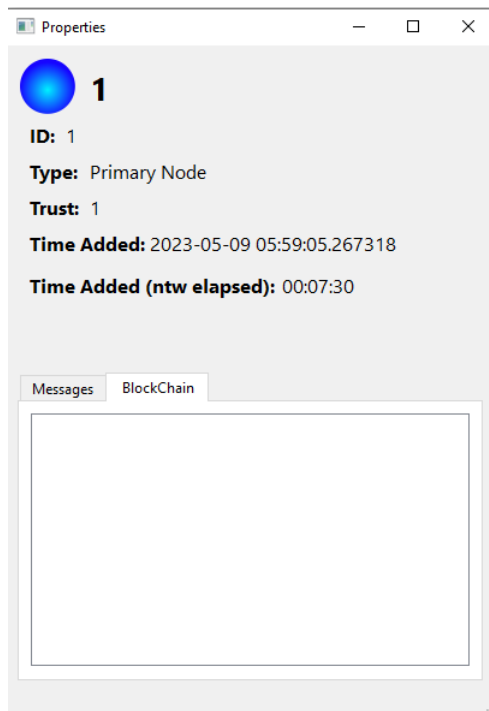 Properties
1
ID: 1
Type: Primary Node
Trust: 1
Time Added: 2023-05-09 05:59:05.267318
Time Added (ntw elapsed): 00:07:30
Messages BlockChain